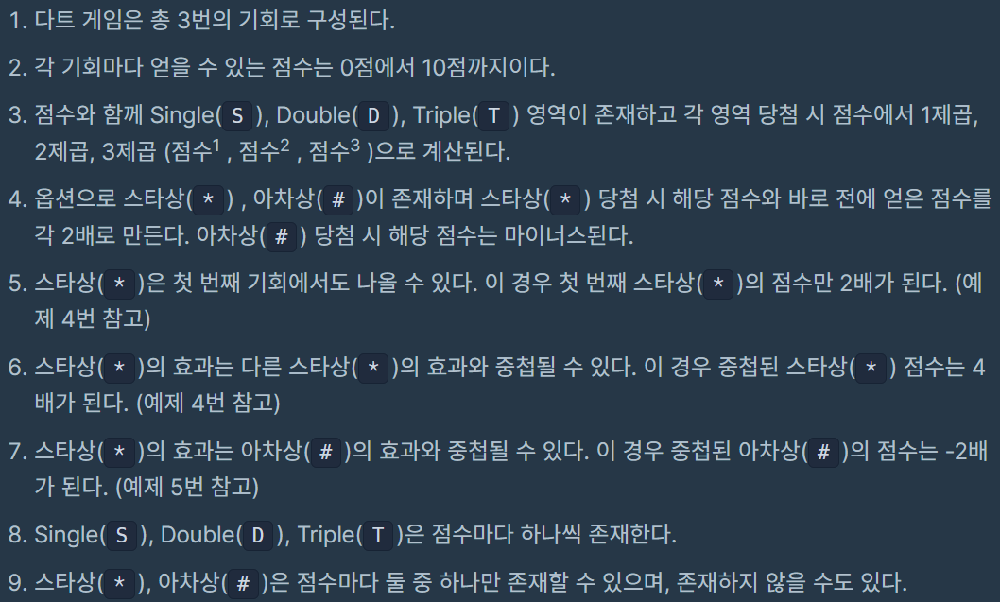 1. 다트 게임은 총 3번의 기회로 구성된다.
2. 각 기회마다 얻을 수 있는 점수는 0점에서 10점까지이다.
3. 점수와 함께 Single( S ), Double( D ), Triple( T ) 영역이 존재하고 각 영역 당첨 시 점수에서 1제곱,
2제곱, 3제곱 (점수¹ , 점수² , 점수³ )으로 계산된다.
4. 옵션으로 스타상( * ) , 아차상( # )이 존재하며 스타상( * ) 당첨 시 해당 점수와 바로 전에 얻은 점수를
각 2배로 만든다. 아차상( # ) 당첨 시 해당 점수는 마이너스된다.
5. 스타상( * )은 첫 번째 기회에서도 나올 수 있다. 이 경우 첫 번째 스타상( * )의 점수만 2배가 된다. (예
제 4번 참고)
6. 스타상( * )의 효과는 다른 스타상( * )의 효과와 중첩될 수 있다. 이 경우 중첩된 스타상( * ) 점수는 4
배가 된다. (예제 4번 참고)
7. 스타상( * )의 효과는 아차상( # )의 효과와 중첩될 수 있다. 이 경우 중첩된 아차상( # )의 점수는 -2배
가 된다. (예제 5번 참고)
8. Single( S ), Double( D ), Triple( T )은 점수마다 하나씩 존재한다.
9. 스타상( * ), 아차상( # )은 점수마다 둘 중 하나만 존재할 수 있으며, 존재하지 않을 수도 있다.